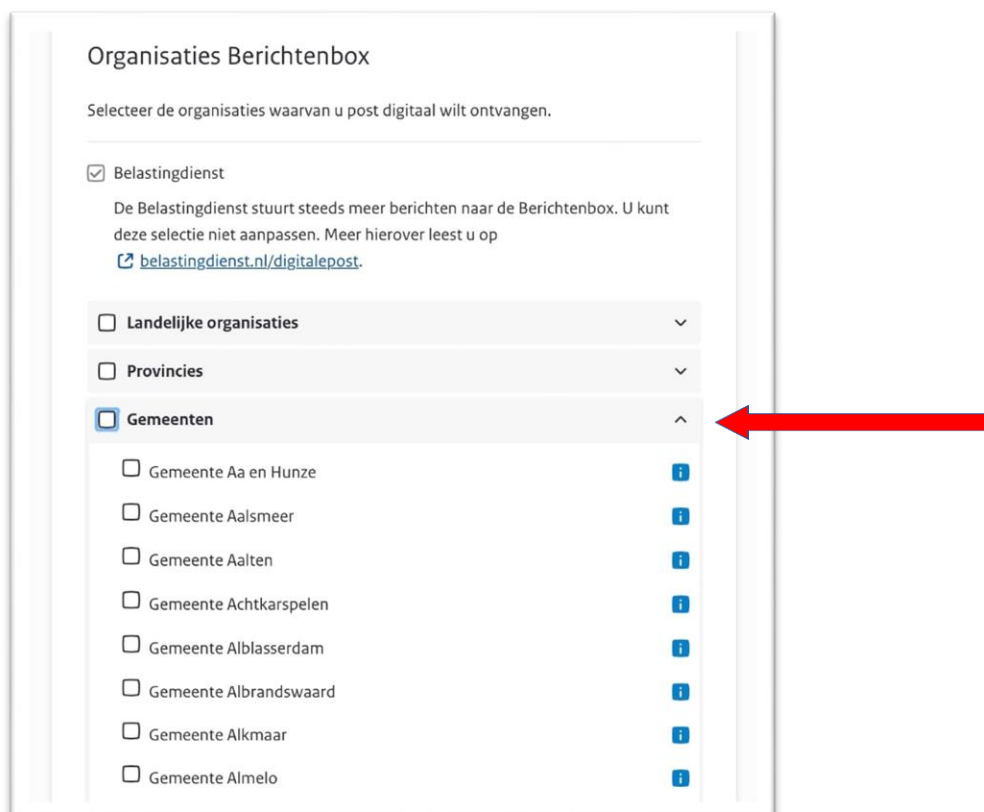 Organisaties Berichtenbox
Selecteer de organisaties waarvan u post digitaal wilt ontvangen.
Belastingdienst
De Belastingdienst stuurt steeds meer berichten naar de Berichtenbox. U kunt
deze selectie niet aanpassen. Meer hierover leest u op
belastingdienst.nl/digitalepost.
Landelijke organisaties
Provincies
Gemeenten
Gemeente Aa en Hunze
Gemeente Aalsmeer
Gemeente Aalten
Gemeente Achtkarspelen
Gemeente Alblasserdam
Gemeente Albrandswaard
Gemeente Alkmaar
Gemeente Almelo